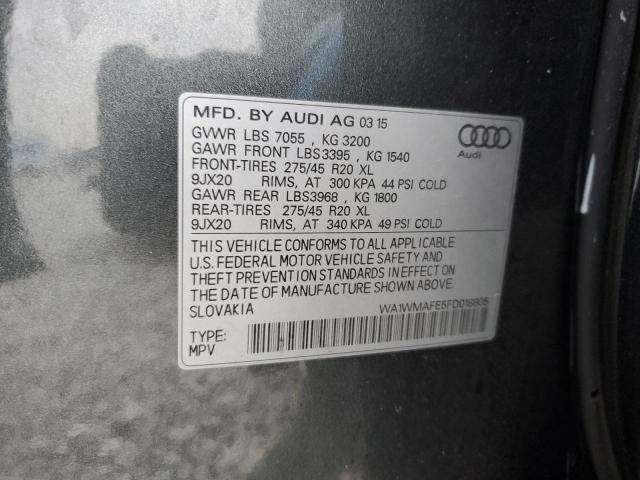 MFD. BY AUDI AG 03 15
GVWR LBS 7055 , KG 3200
GAWR FRONT LBS3395 , KG 1540
FRONT-TIRES 275/45 R20 XL
9JX20 RIMS, AT 300 KPA 44 PSI COLD
GAWR REAR LBS3968 , KG 1800
REAR-TIRES 275/45 R20 XL
9JX20 RIMS, AT 340 KPA 49 PSI COLD
Audi
THIS VEHICLE CONFORMS TO ALL APPLICABLE
U.S. FEDERAL MOTOR VEHICLE SAFETY AND
THEFT PREVENTION STANDARDS IN EFFECT ON
THE DATE OF MANUFACTURE SHOWN ABOVE.
SLOVAKIA WA1WMAFE5FD018805
TYPE:
MPV